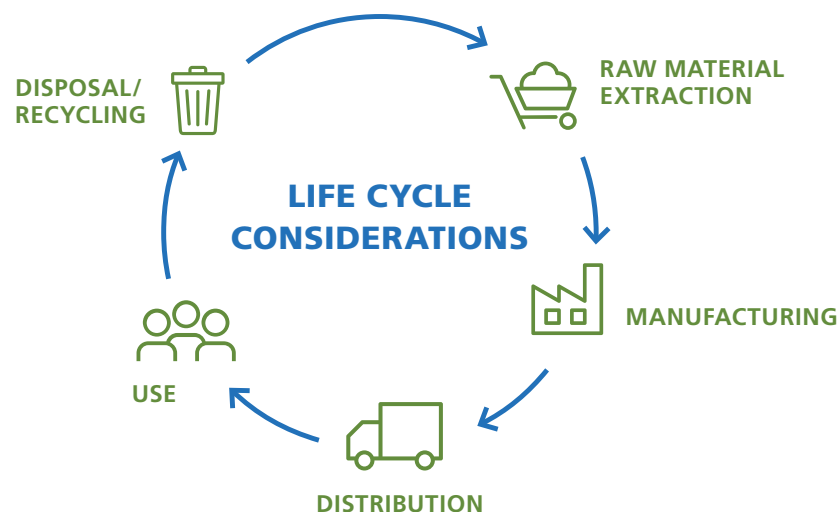 LIFE CYCLE
CONSIDERATIONS
RAW MATERIAL
EXTRACTION
MANUFACTURING
DISTRIBUTION
USE
DISPOSAL/
RECYCLING